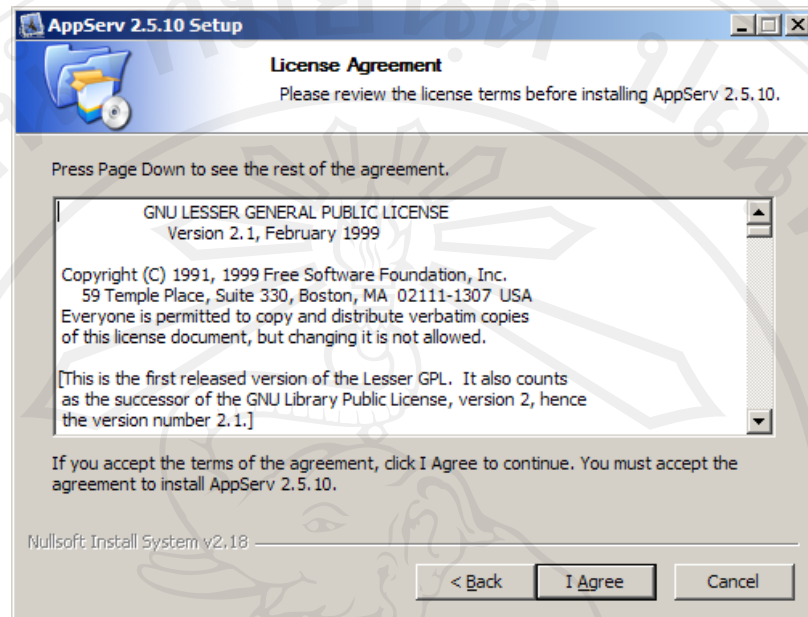 AppServ 2.5.10 Setup
License Agreement
Please review the license terms before installing AppServ 2.5.10.
Press Page Down to see the rest of the agreement.
GNU LESSER GENERAL PUBLIC LICENSE
Version 2.1, February 1999
Copyright (C) 1991, 1999 Free Software Foundation, Inc.
59 Temple Place, Suite 330, Boston, MA 02111-1307 USA
Everyone is permitted to copy and distribute verbatim copies
of this license document, but changing it is not allowed.
[This is the first released version of the Lesser GPL. It also counts
as the successor of the GNU Library Public License, version 2, hence
the version number 2.1.]
If you accept the terms of the agreement, click I Agree to continue. You must accept the
agreement to install AppServ 2.5.10.
Nullsoft Install System v2.18
< Back I Agree Cancel